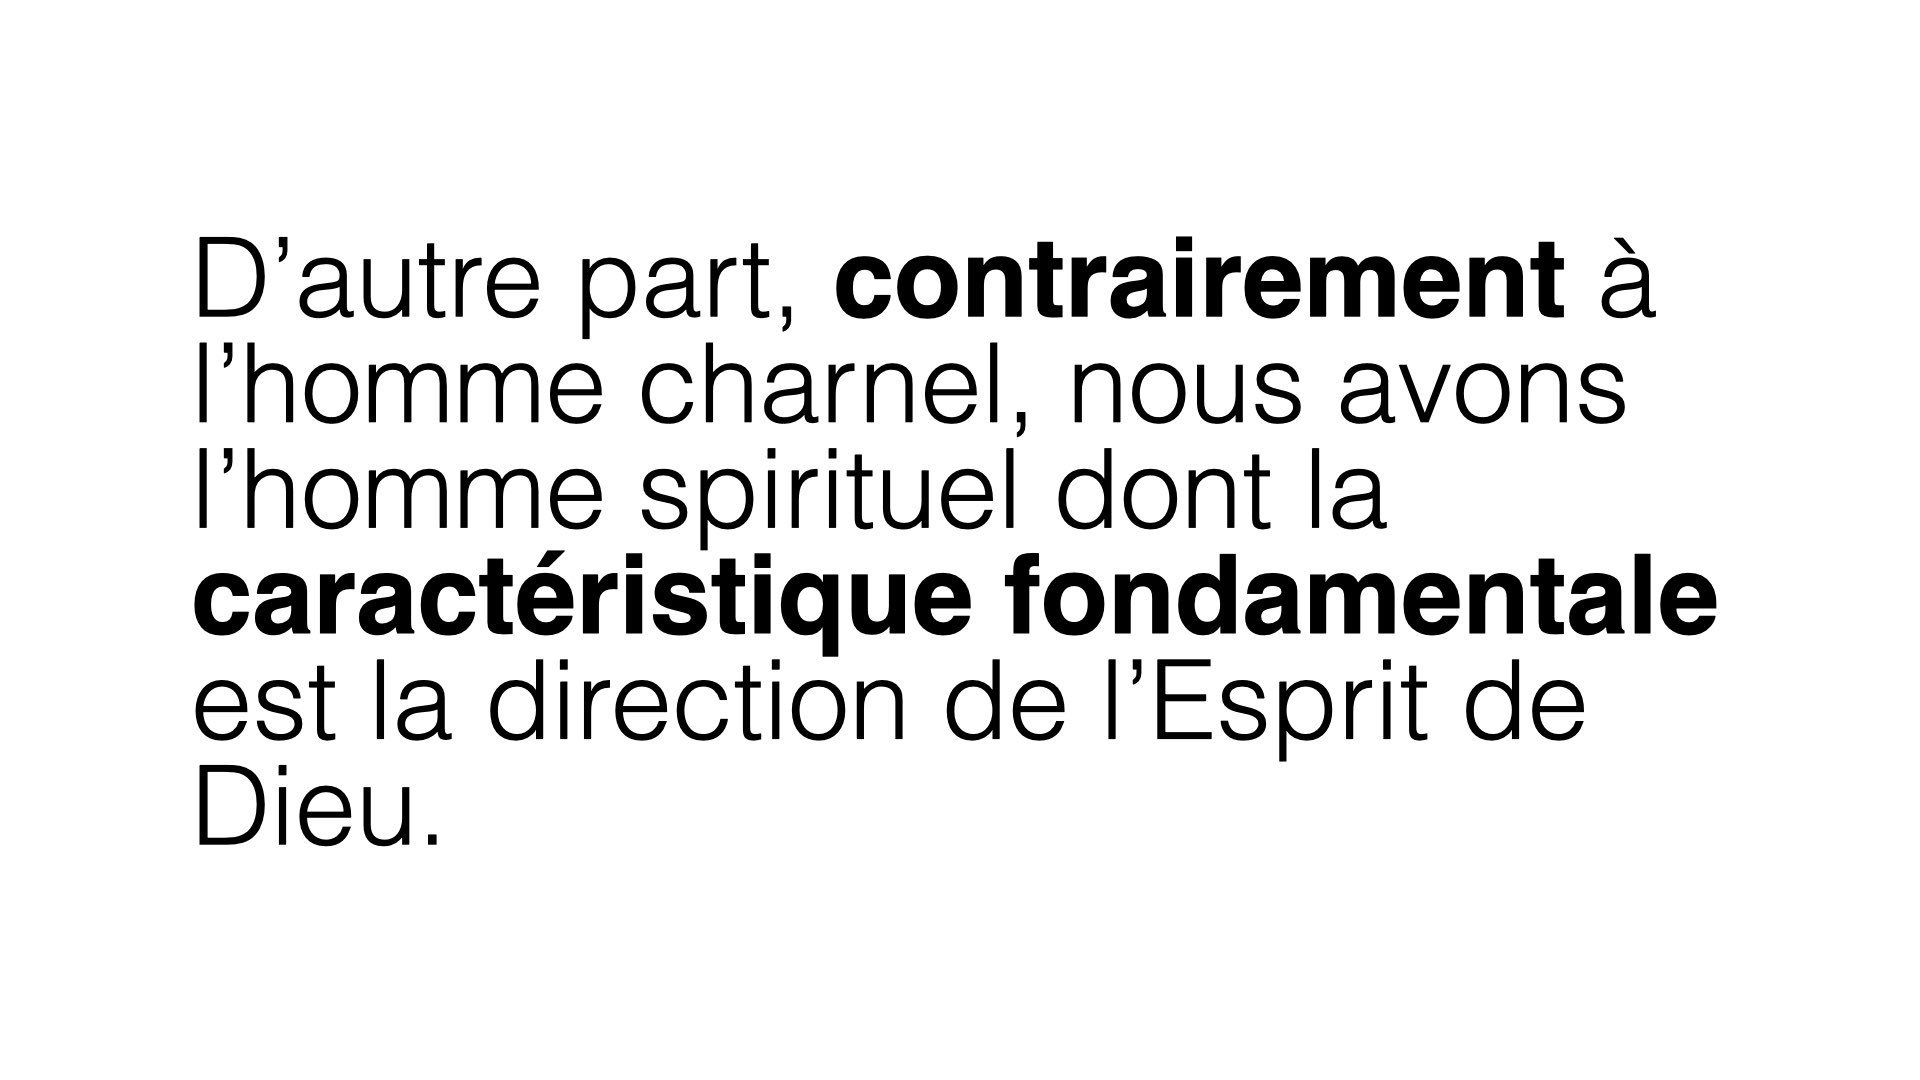 D’autre part, contrairement à
l’homme charnel, nous avons
l’homme spirituel dont la
caractéristique fondamentale
est la direction de l’Esprit de
Dieu.